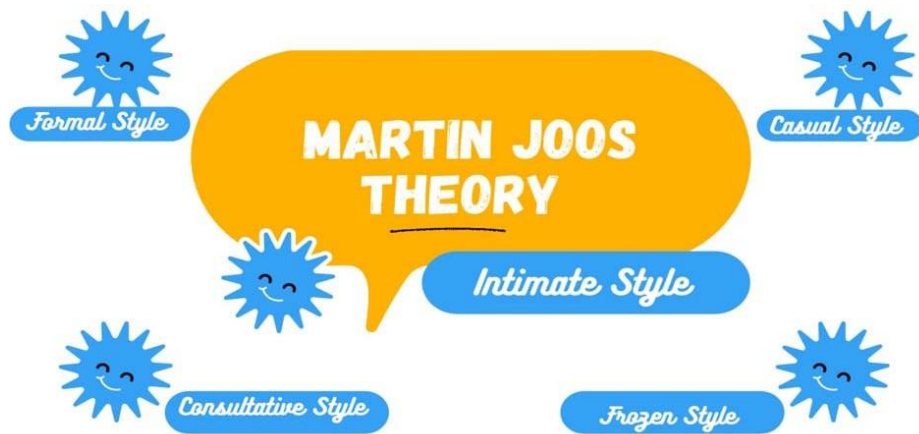 Formal Style
Casual Style
MARTIN JOOS
THEORY
Intimate Style
Consultative Style
Frozen Style